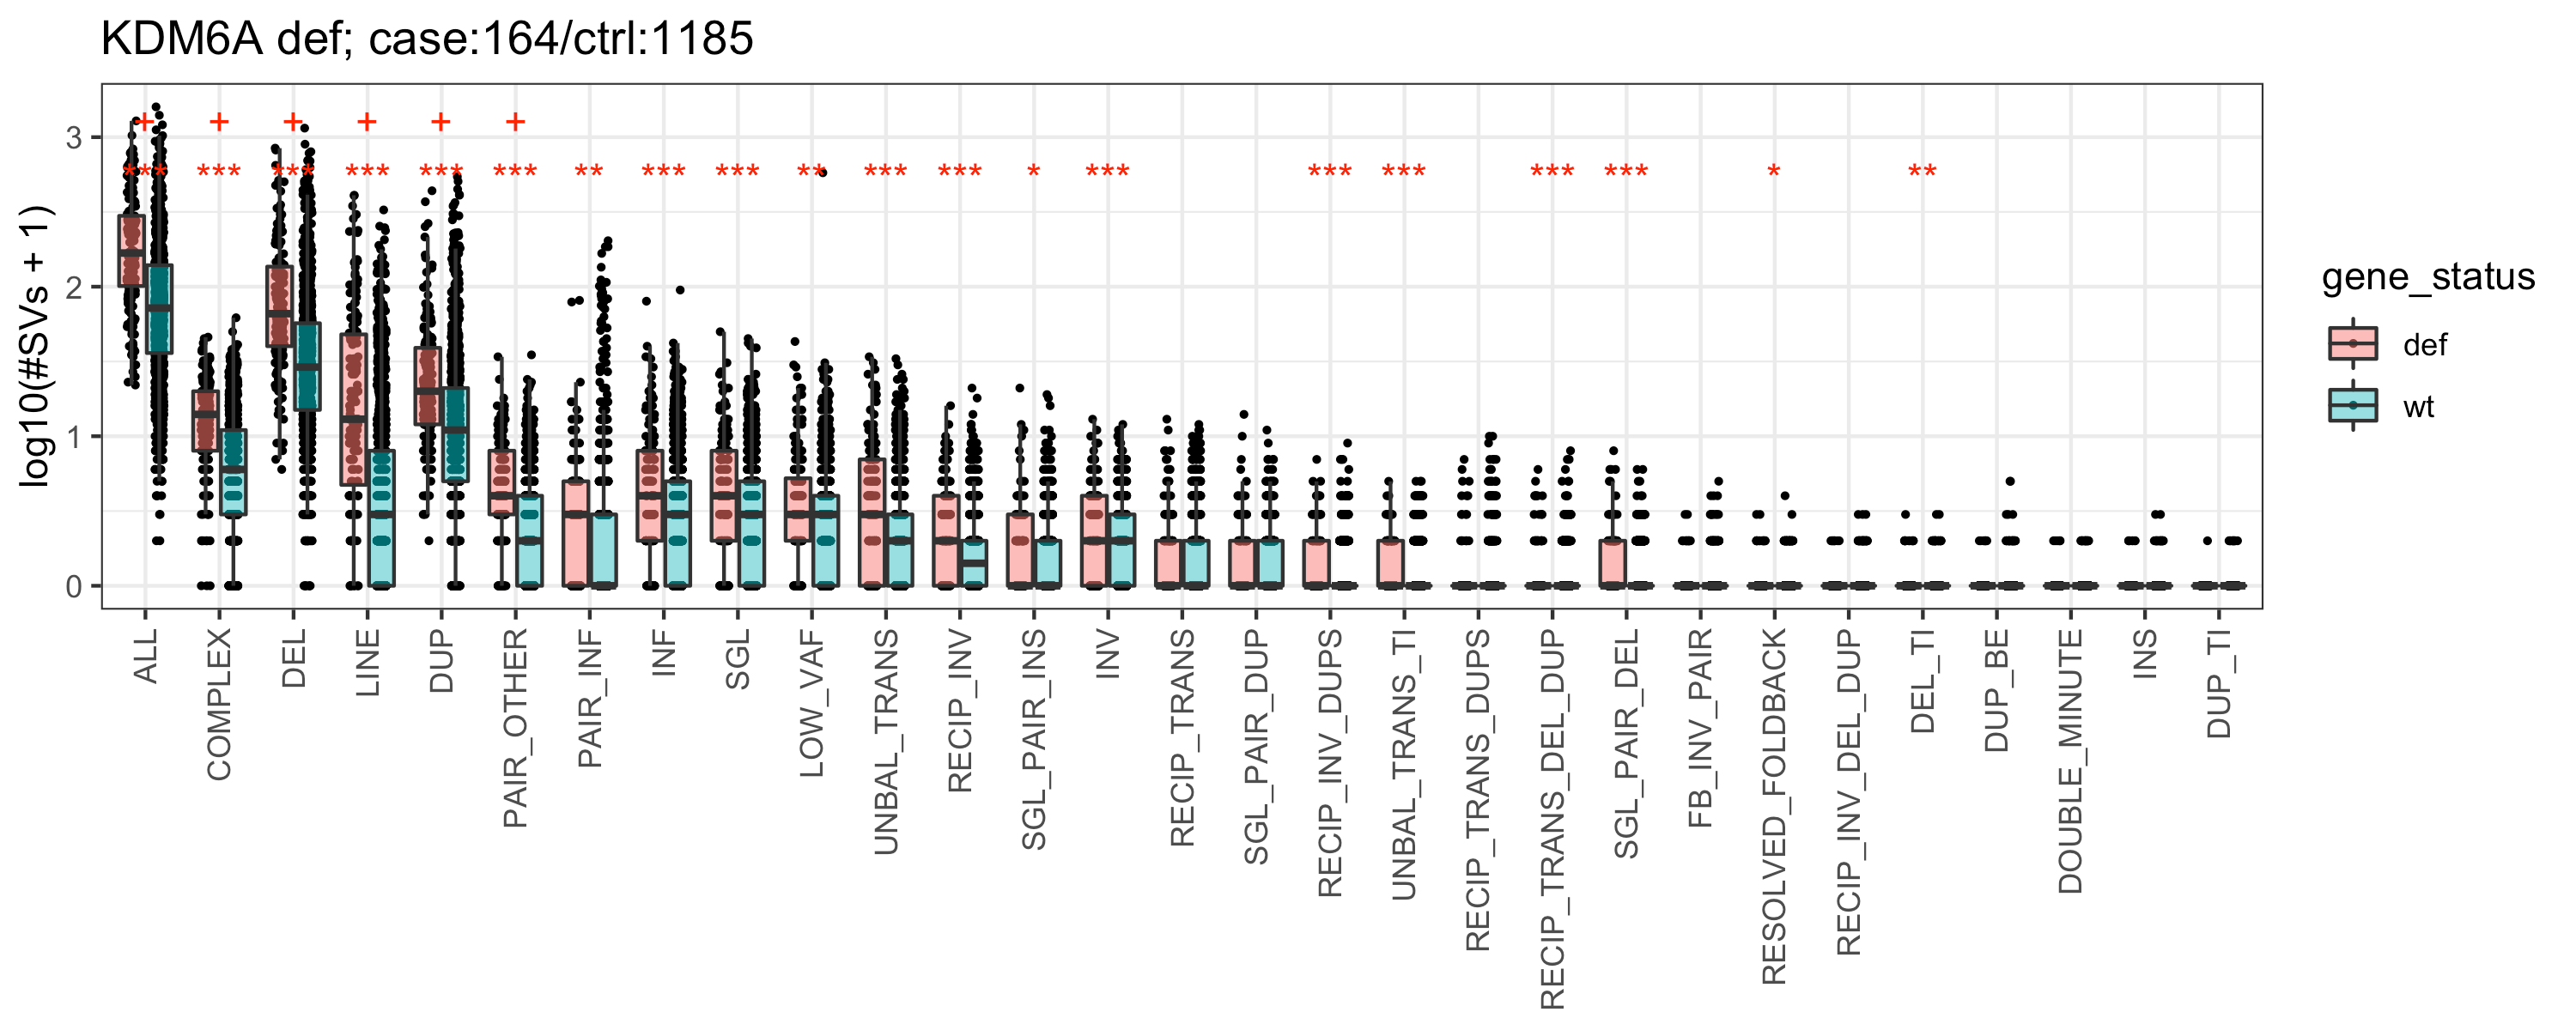 KDM6A def; case:164/ctrl:1185
log10(#SVs + 1)
3
2
1
0
+ + + + + +
*** *** *** *** *** *** ** *** *** ** *** *** * *** *** *** *** *** * **
ALL
COMPLEX
DEL
LINE
DUP
PAIR_OTHER
PAIR_INF
INF
SGL
LOW_VAF
UNBAL_TRANS
RECIP_INV
SGL_PAIR_INS
INV
RECIP_TRANS
SGL_PAIR_DUP
RECIP_INV_DUPS
UNBAL_TRANS_TI
RECIP_TRANS_DUPS
RECIP_TRANS_DEL_DUP
SGL_PAIR_DEL
FB_INV_PAIR
RESOLVED_FOLDBACK
RECIP_INV_DEL_DUP
DEL_TI
DUP_BE
DOUBLE_MINUTE
INS
DUP_TI
gene_status
def
wt